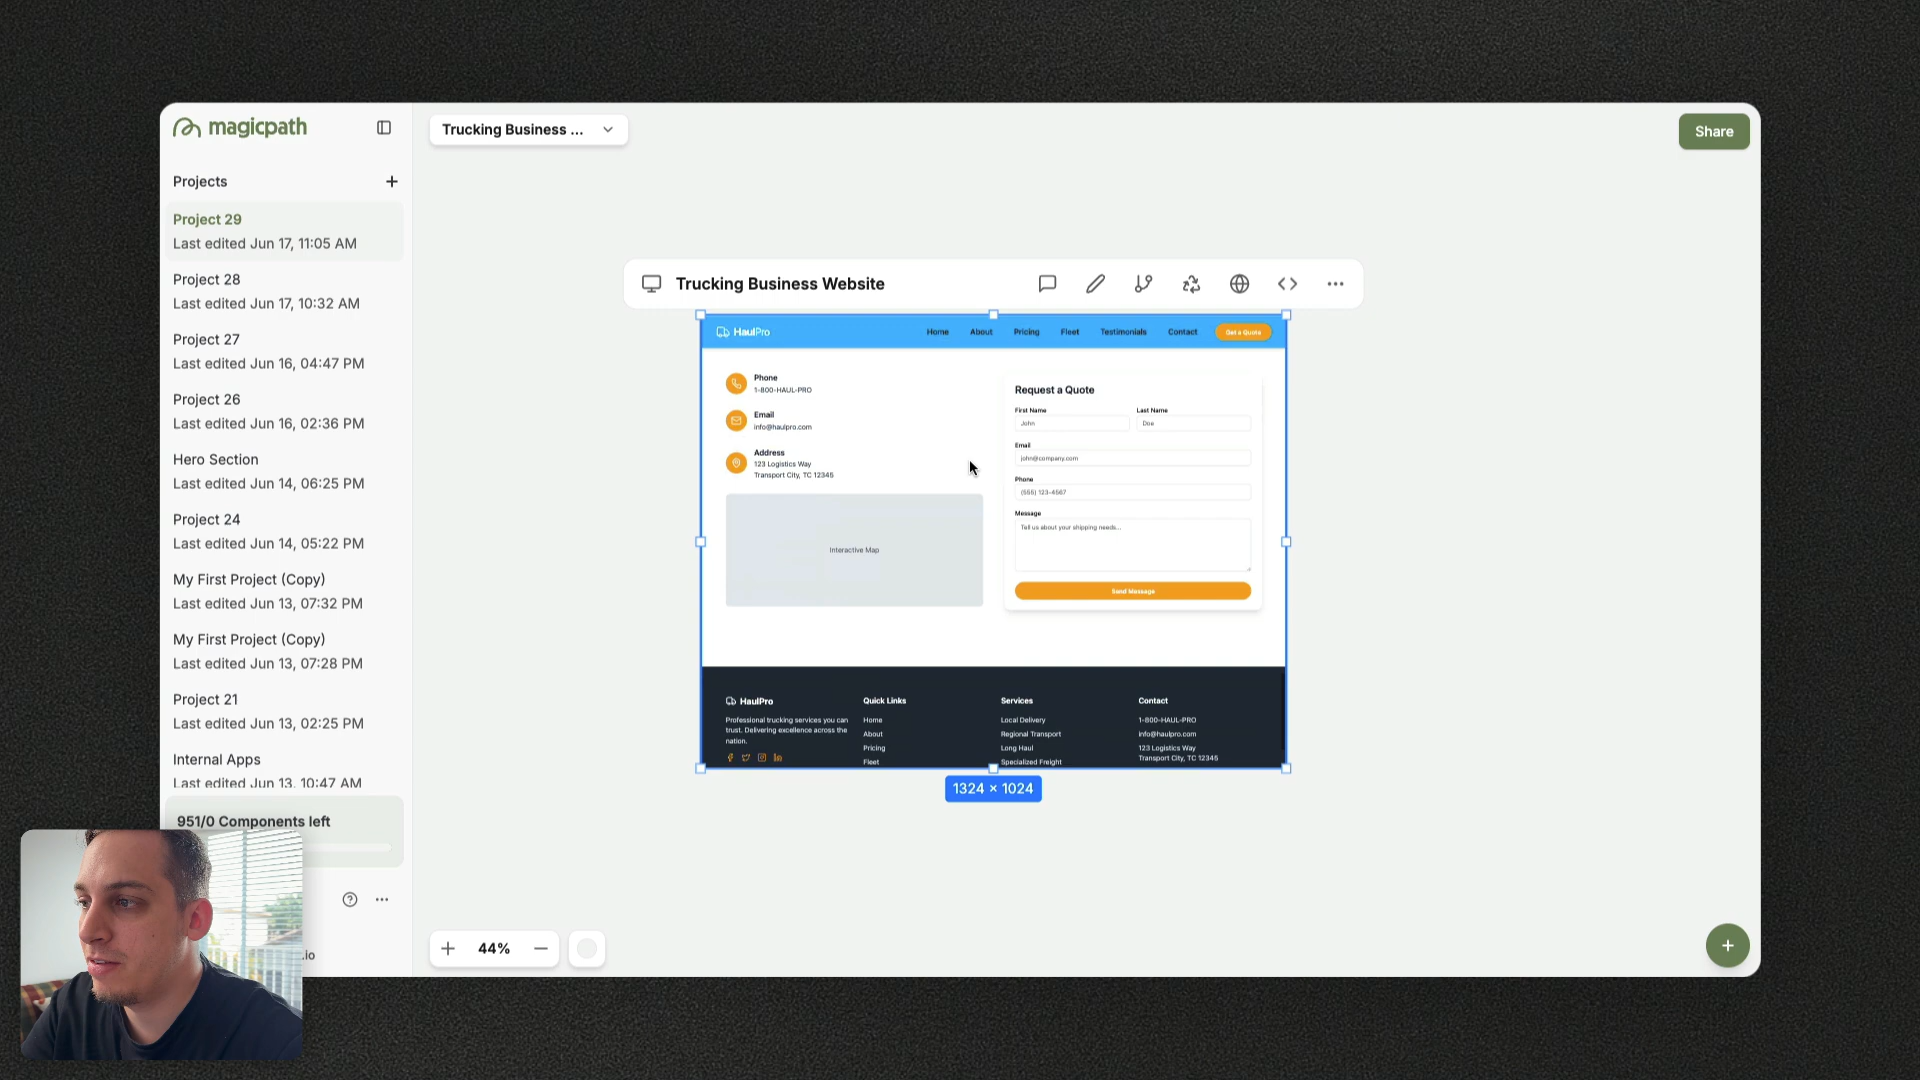 magicpath
Projects
Project 29
Last edited Jun 17, 11:05 AM
Project 28
Last edited Jun 17, 10:32 AM
Project 27
Last edited Jun 16, 04:47 PM
Project 26
Last edited Jun 16, 02:36 PM
Hero Section
Last edited Jun 14, 06:25 PM
Project 24
Last edited Jun 14, 05:22 PM
My First Project (Copy)
Last edited Jun 13, 07:32 PM
My First Project (Copy)
Last edited Jun 13, 07:28 PM
Project 21
Last edited Jun 13, 02:25 PM
Internal Apps
Last edited Jun 13, 10:47 AM
951/0 Components left
.io
Trucking Business ...
Share
Trucking Business Website
HaulPro
Home About Pricing Fleet Testimonials Contact Get a Quote
Phone
1-800-HAUL-PRO
Email
info@haulpro.com
Address
123 Logistics Way
Transport City, TC 12345
Interactive Map
Request a Quote
First Name Last Name
John Doe
Email
john@company.com
Phone
(555) 123-4567
Message
Tell us about your shipping needs...
Send Message
HaulPro
Professional trucking services you can
trust. Delivering excellence across the
nation.
Quick Links
Home
About
Pricing
Fleet
Services
Local Delivery
Regional Transport
Long Haul
Specialized Freight
Contact
1-800-HAUL-PRO
info@haulpro.com
123 Logistics Way
Transport City, TC 12345
1324 × 1024
44%